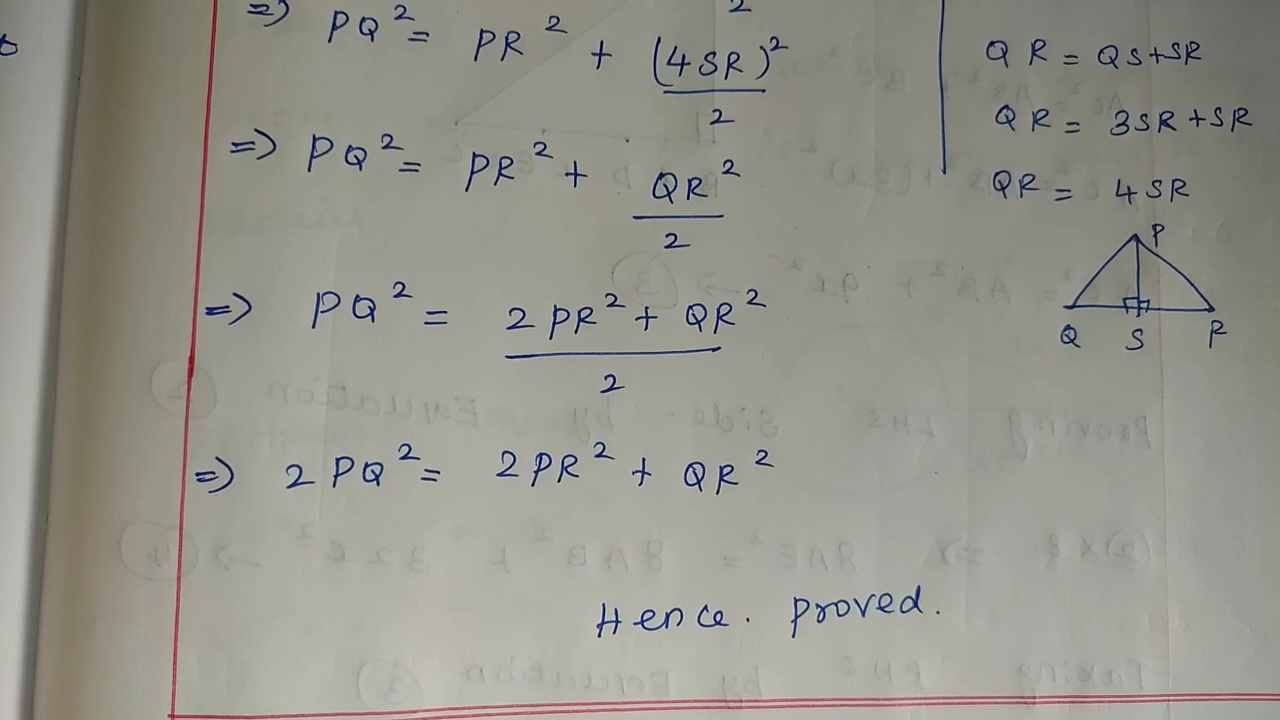 => PQ² = PR² + (4SR)²/2
=> PQ² = PR² + QR²/2
=> PQ² = 2PR² + QR²/2
=> 2PQ² = 2PR² + QR²
Hence. proved.
QR = QS+SR
QR = 3SR+SR
QR = 4SR
P
Q S R